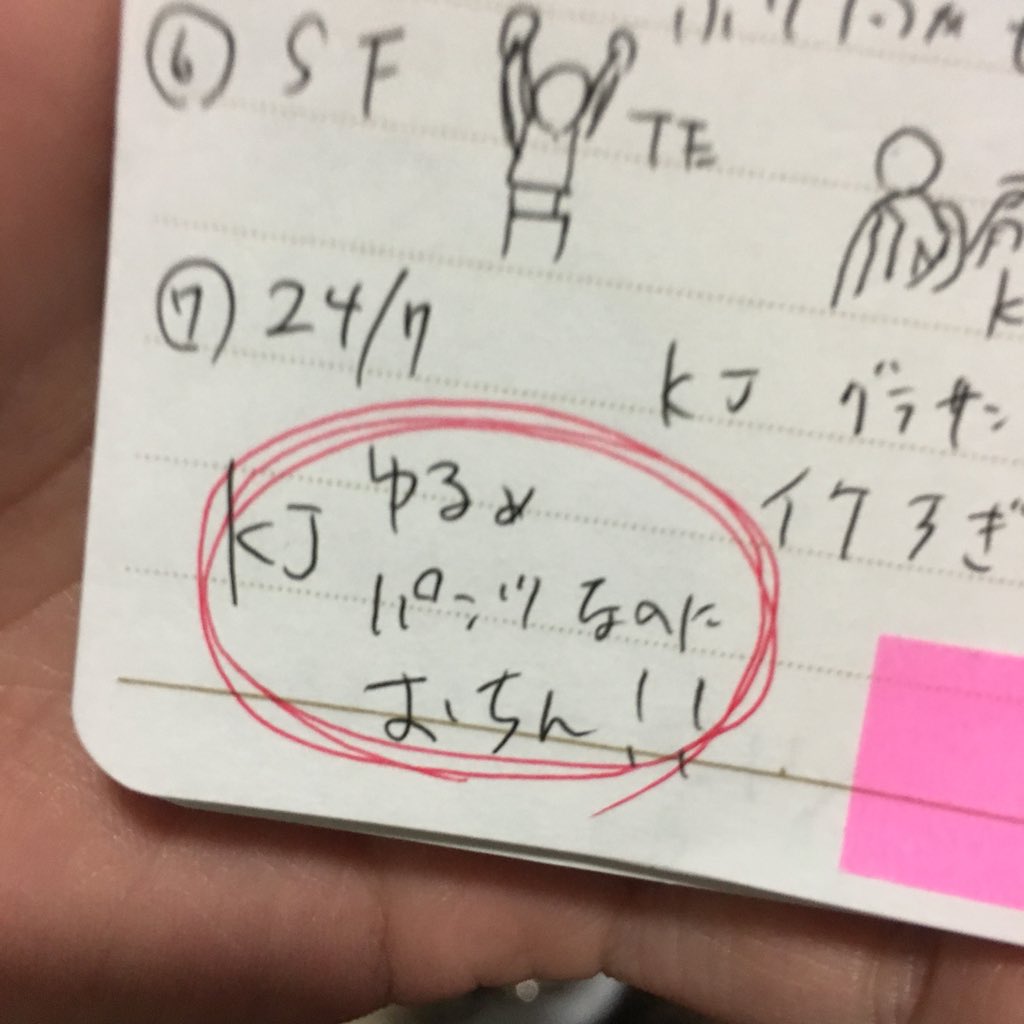 ⑥ SF
TE
⑦ 24/7
KJ グラサン
イケろぎ
KJ ゆるめ
パンツなのに
おちん!!